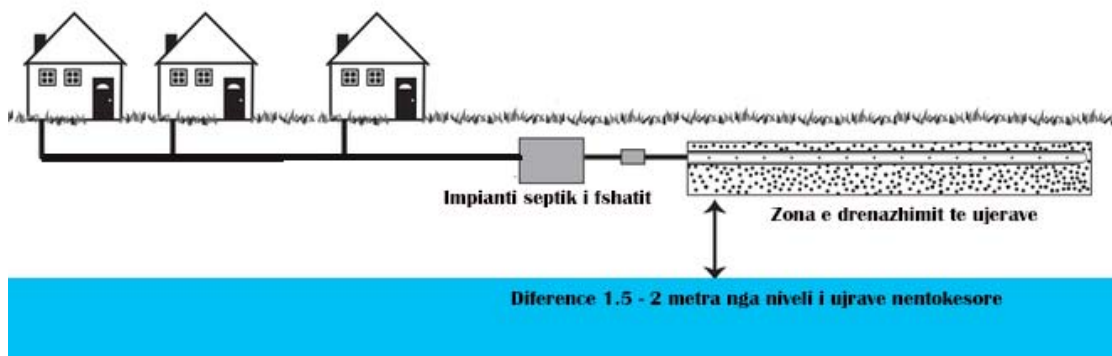 Impianti septik i fshatit
Zona e drenazhimit te ujerave
Diference 1.5 - 2 metra nga niveli i ujrave nentokesore